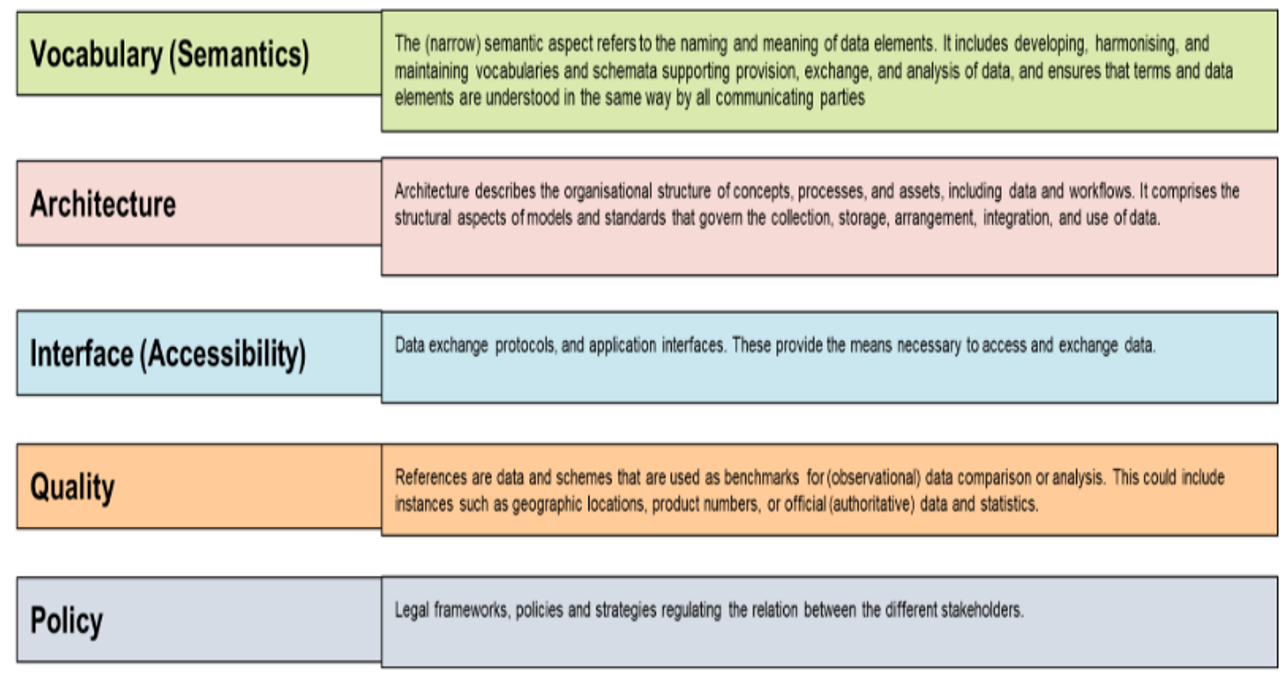 Vocabulary (Semantics)
The (narrow) semantic aspect refers to the naming and meaning of data elements. It includes developing, harmonising, and
maintaining vocabularies and schemata supporting provision, exchange, and analysis of data, and ensures that terms and data
elements are understood in the same way by all communicating parties
Architecture
Architecture describes the organisational structure of concepts, processes, and assets, including data and workflows. It comprises the
structural aspects of models and standards that govern the collection, storage, arrangement, integration, and use of data.
Interface (Accessibility)
Data exchange protocols, and application interfaces. These provide the means necessary to access and exchange data.
Quality
References are data and schemes that are used as benchmarks for (observational) data comparison or analysis. This could include
instances such as geographic locations, product numbers, or official (authoritative) data and statistics.
Policy
Legal frameworks, policies and strategies regulating the relation between the different stakeholders.